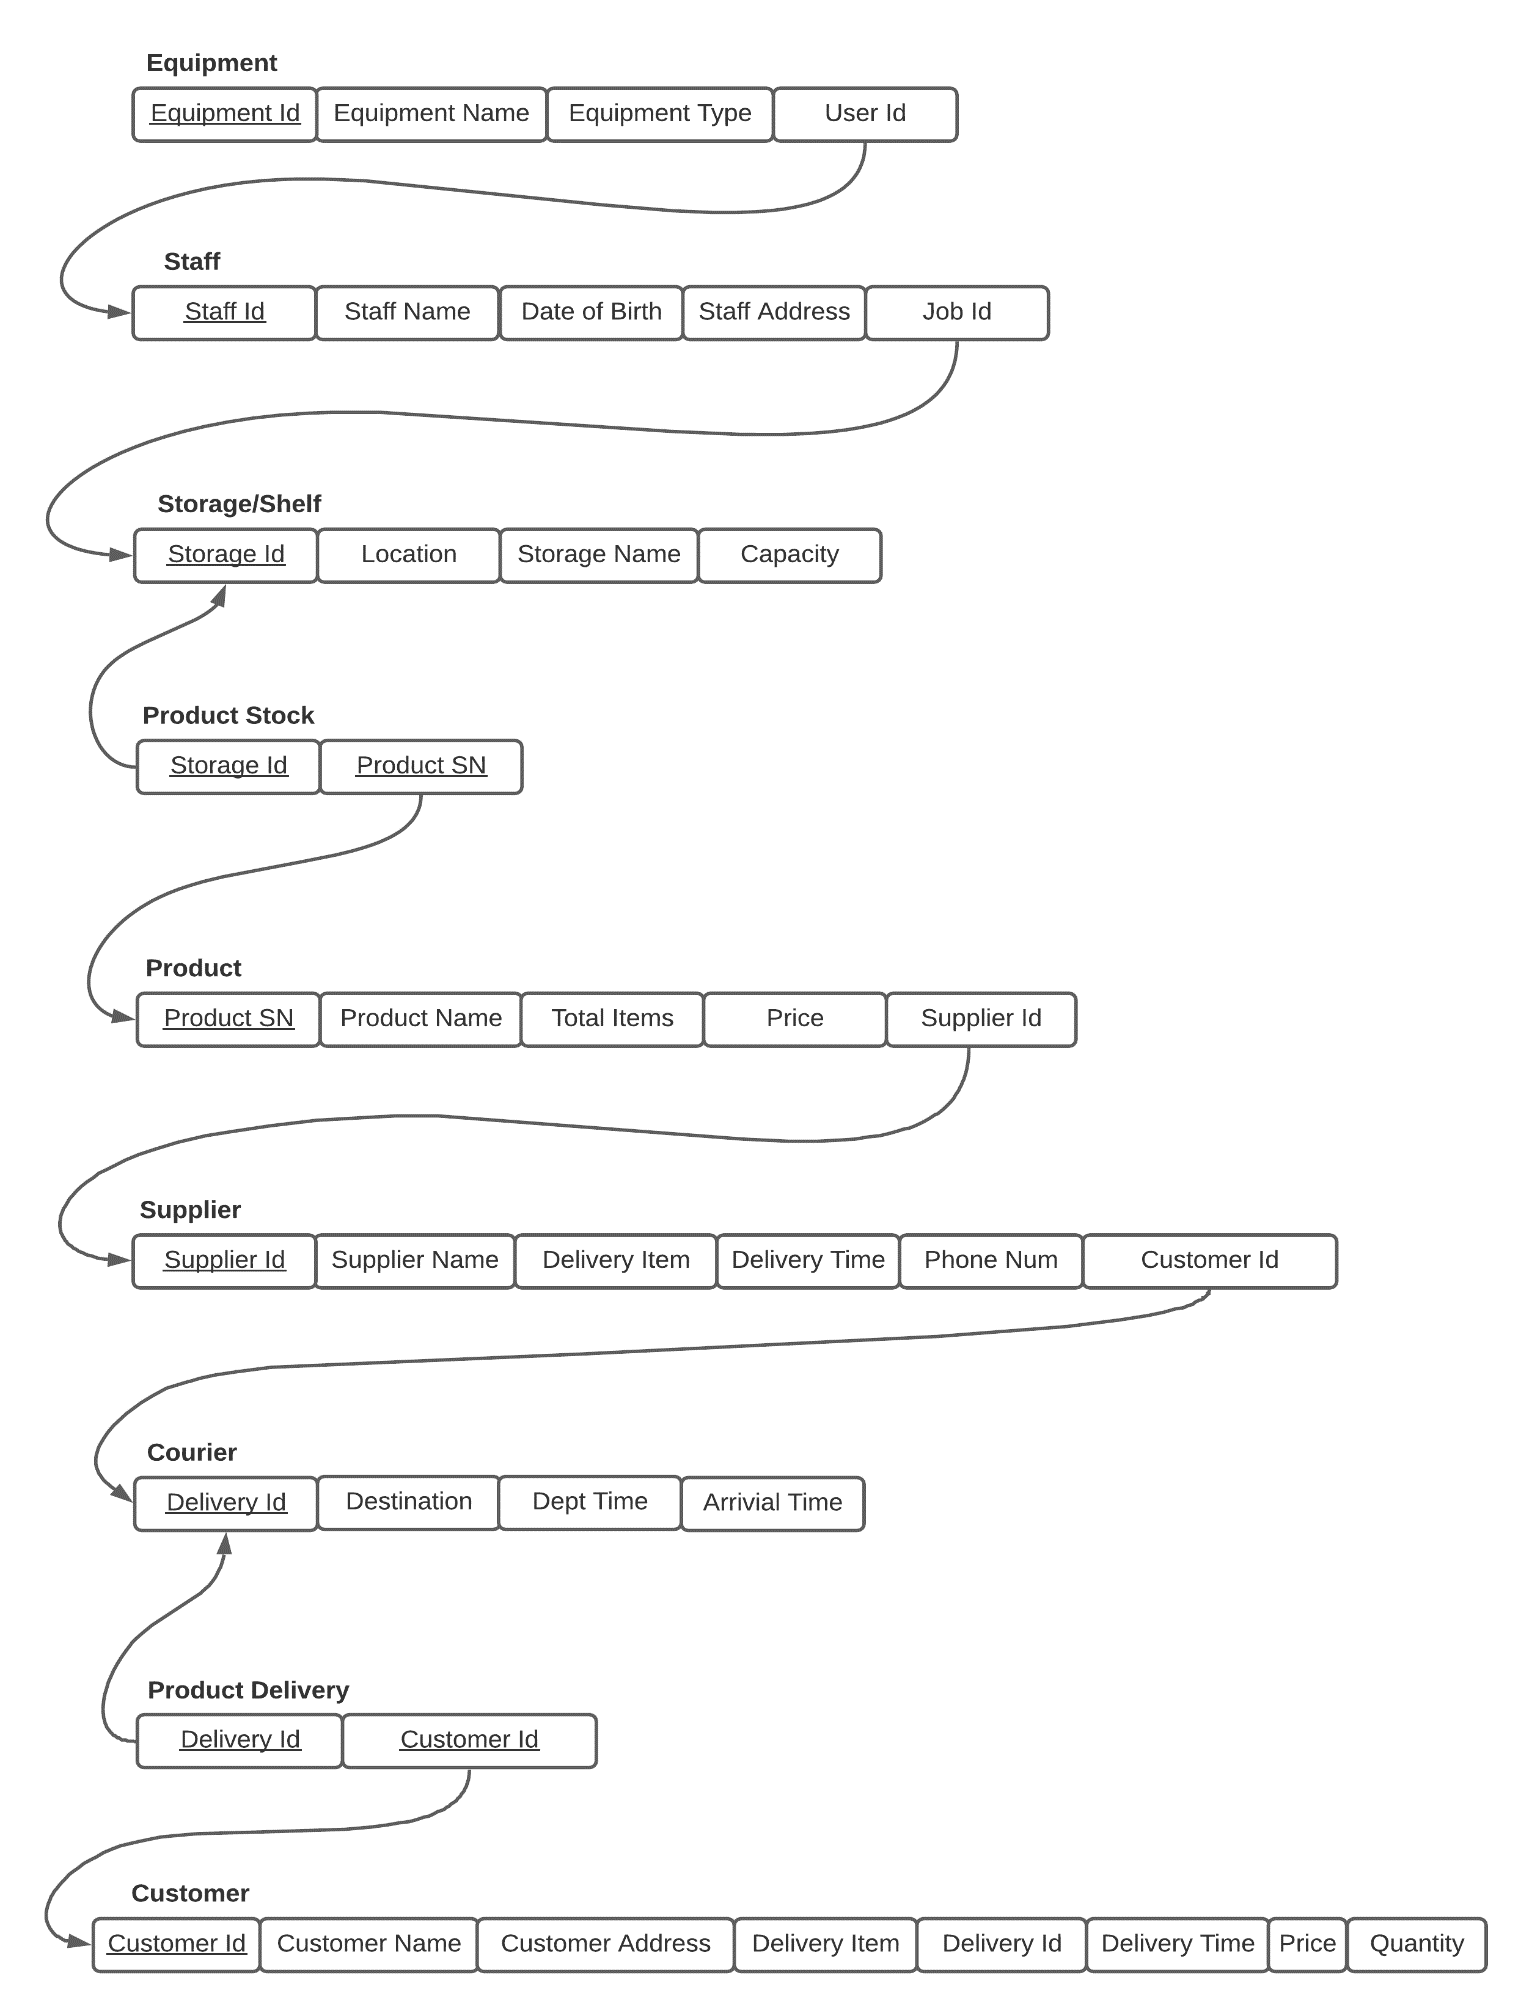 Equipment
Equipment Id Equipment Name Equipment Type User Id
Staff
Staff Id Staff Name Date of Birth Staff Address Job Id
Storage/Shelf
Storage Id Location Storage Name Capacity
Product Stock
Storage Id Product SN
Product
Product SN Product Name Total Items Price Supplier Id
Supplier
Supplier Id Supplier Name Delivery Item Delivery Time Phone Num Customer Id
Courier
Delivery Id Destination Dept Time Arrivial Time
Product Delivery
Delivery Id Customer Id
Customer
Customer Id Customer Name Customer Address Delivery Item Delivery Id Delivery Time Price Quantity